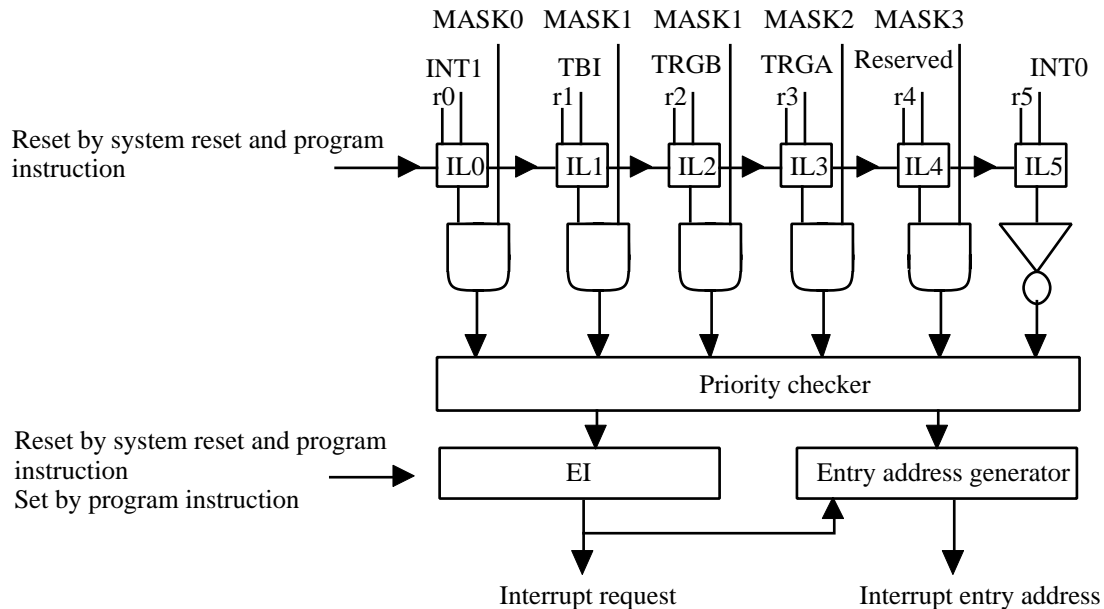 MASK0 MASK1 MASK1 MASK2 MASK3
INT1 TBI TRGB TRGA Reserved INT0
r0 r1 r2 r3 r4 r5
Reset by system reset and program
instruction
IL0 IL1 IL2 IL3 IL4 IL5
Priority checker
Reset by system reset and program
instruction
Set by program instruction
EI Entry address generator
Interrupt request Interrupt entry address